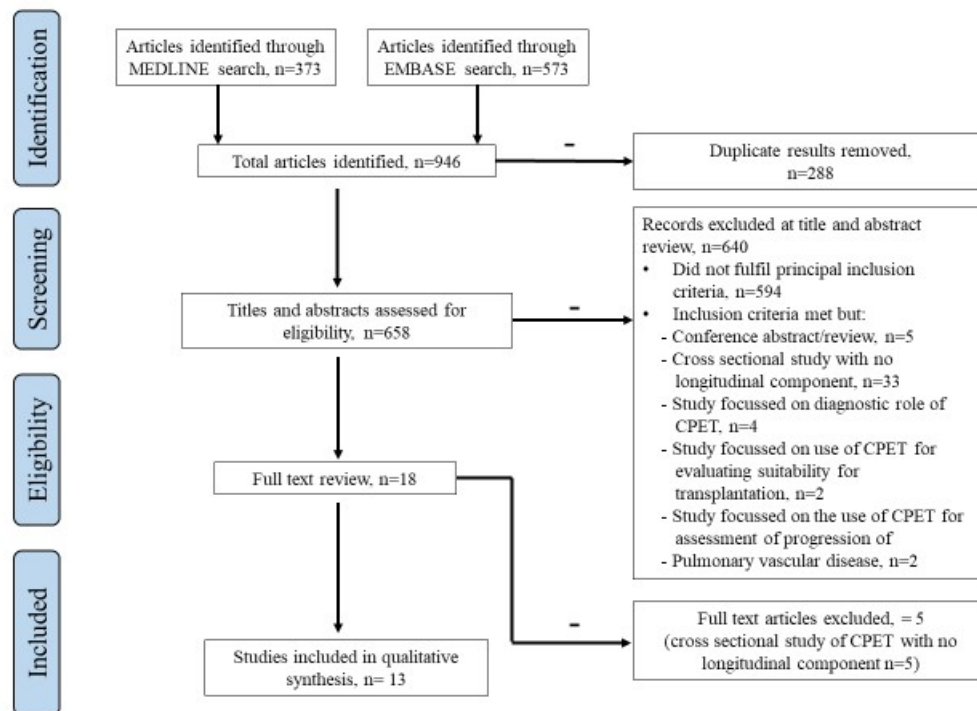 Identification
Articles identified through
MEDLINE search, n=373
Articles identified through
EMBASE search, n=573
Total articles identified, n=946
–
Duplicate results removed,
n=288
Screening
Records excluded at title and abstract
review, n=640
• Did not fulfil principal inclusion
criteria, n=594
• Inclusion criteria met but:
- Conference abstract/review, n=5
- Cross sectional study with no
longitudinal component, n=33
- Study focussed on diagnostic role of
CPET, n=4
- Study focussed on use of CPET for
evaluating suitability for
transplantation, n=2
- Study focussed on the use of CPET for
assessment of progression of
- Pulmonary vascular disease, n=2
Titles and abstracts assessed for
eligibility, n=658
–
Eligibility
Full text review, n=18
–
Full text articles excluded, = 5
(cross sectional study of CPET with no
longitudinal component n=5)
Included
Studies included in qualitative
synthesis, n= 13